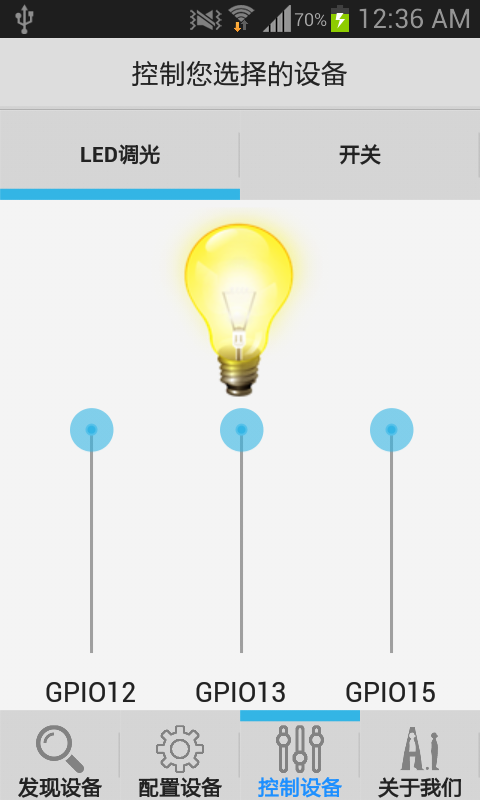 70% 12:36 AM
控制您选择的设备
LED调光 开关
GPIO12 GPIO13 GPIO15
A.i
发现设备 配置设备 控制设备 关于我们